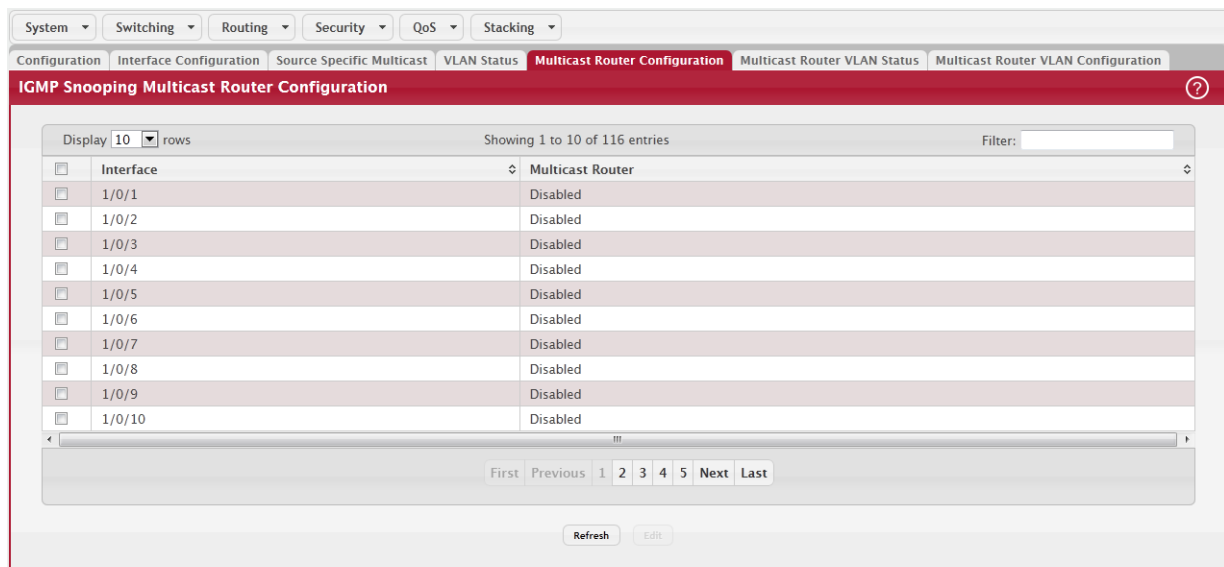 System Switching Routing Security QoS Stacking
Configuration Interface Configuration Source Specific Multicast VLAN Status Multicast Router Configuration Multicast Router VLAN Status Multicast Router VLAN Configuration
IGMP Snooping Multicast Router Configuration ?
Display 10 rows Showing 1 to 10 of 116 entries Filter:
Interface Multicast Router
1/0/1 Disabled
1/0/2 Disabled
1/0/3 Disabled
1/0/4 Disabled
1/0/5 Disabled
1/0/6 Disabled
1/0/7 Disabled
1/0/8 Disabled
1/0/9 Disabled
1/0/10 Disabled
First Previous 1 2 3 4 5 Next Last
Refresh Edit